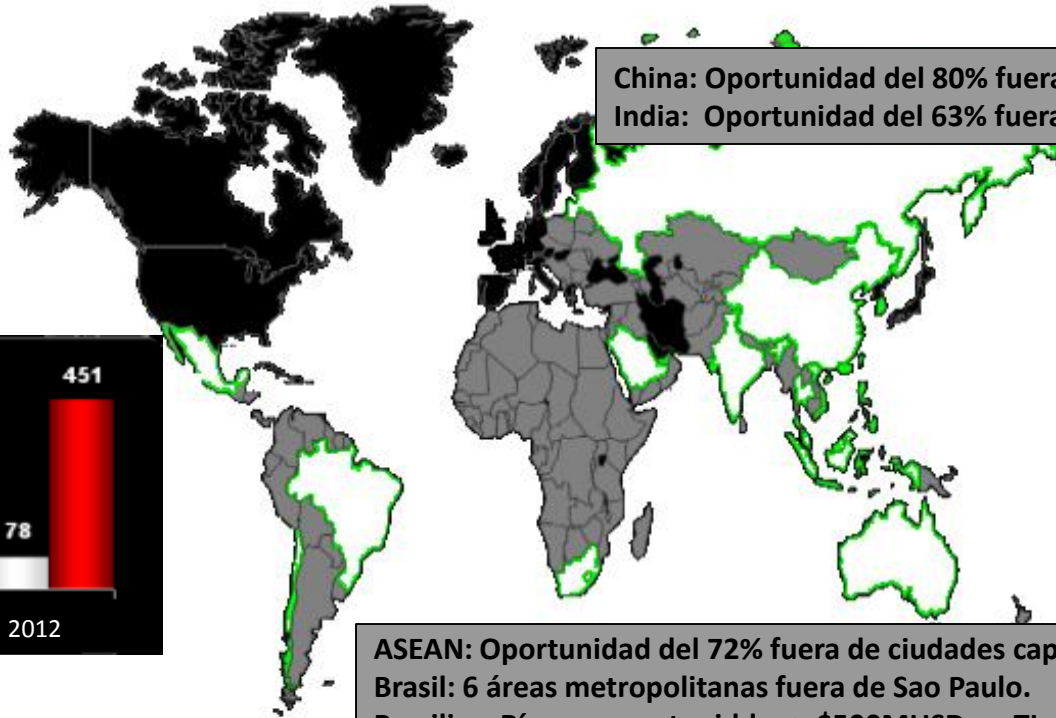 China: Oportunidad del 80% fuera
India: Oportunidad del 63% fuera
451
78
2012
ASEAN: Oportunidad del 72% fuera de ciudades cap
Brasil: 6 áreas metropolitanas fuera de Sao Paulo.